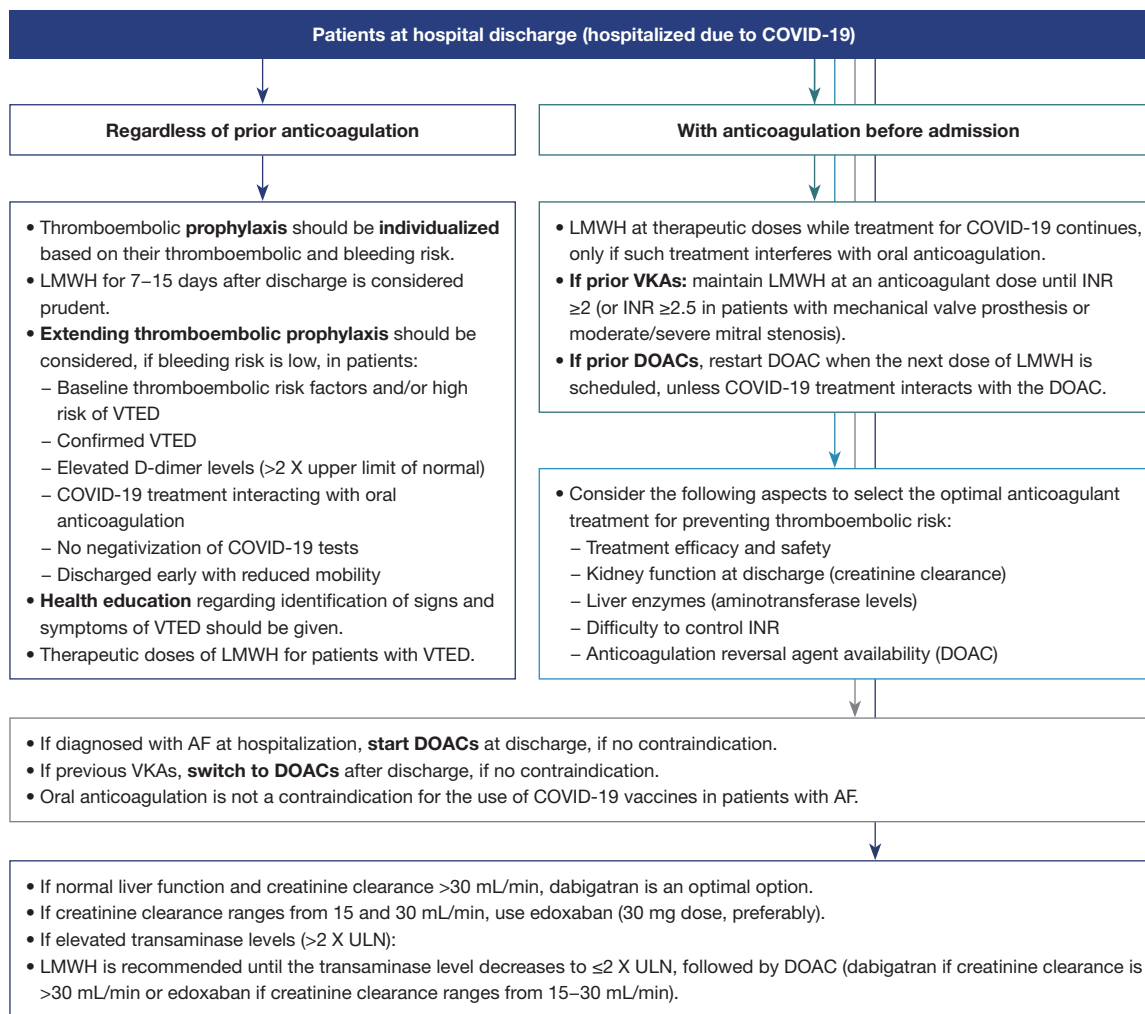 Patients at hospital discharge (hospitalized due to COVID-19)
Regardless of prior anticoagulation
• Thromboembolic prophylaxis should be individualized
based on their thromboembolic and bleeding risk.
• LMWH for 7–15 days after discharge is considered
prudent.
• Extending thromboembolic prophylaxis should be
considered, if bleeding risk is low, in patients:
– Baseline thromboembolic risk factors and/or high
risk of VTED
– Confirmed VTED
– Elevated D-dimer levels (>2 X upper limit of normal)
– COVID-19 treatment interacting with oral
anticoagulation
– No negativization of COVID-19 tests
– Discharged early with reduced mobility
• Health education regarding identification of signs and
symptoms of VTED should be given.
• Therapeutic doses of LMWH for patients with VTED.
With anticoagulation before admission
• LMWH at therapeutic doses while treatment for COVID-19 continues,
only if such treatment interferes with oral anticoagulation.
• If prior VKAs: maintain LMWH at an anticoagulant dose until INR
≥2 (or INR ≥2.5 in patients with mechanical valve prosthesis or
moderate/severe mitral stenosis).
• If prior DOACs, restart DOAC when the next dose of LMWH is
scheduled, unless COVID-19 treatment interacts with the DOAC.
• Consider the following aspects to select the optimal anticoagulant
treatment for preventing thromboembolic risk:
– Treatment efficacy and safety
– Kidney function at discharge (creatinine clearance)
– Liver enzymes (aminotransferase levels)
– Difficulty to control INR
– Anticoagulation reversal agent availability (DOAC)
• If diagnosed with AF at hospitalization, start DOACs at discharge, if no contraindication.
• If previous VKAs, switch to DOACs after discharge, if no contraindication.
• Oral anticoagulation is not a contraindication for the use of COVID-19 vaccines in patients with AF.
• If normal liver function and creatinine clearance >30 mL/min, dabigatran is an optimal option.
• If creatinine clearance ranges from 15 and 30 mL/min, use edoxaban (30 mg dose, preferably).
• If elevated transaminase levels (>2 X ULN):
• LMWH is recommended until the transaminase level decreases to ≤2 X ULN, followed by DOAC (dabigatran if creatinine clearance is
>30 mL/min or edoxaban if creatinine clearance ranges from 15–30 mL/min).